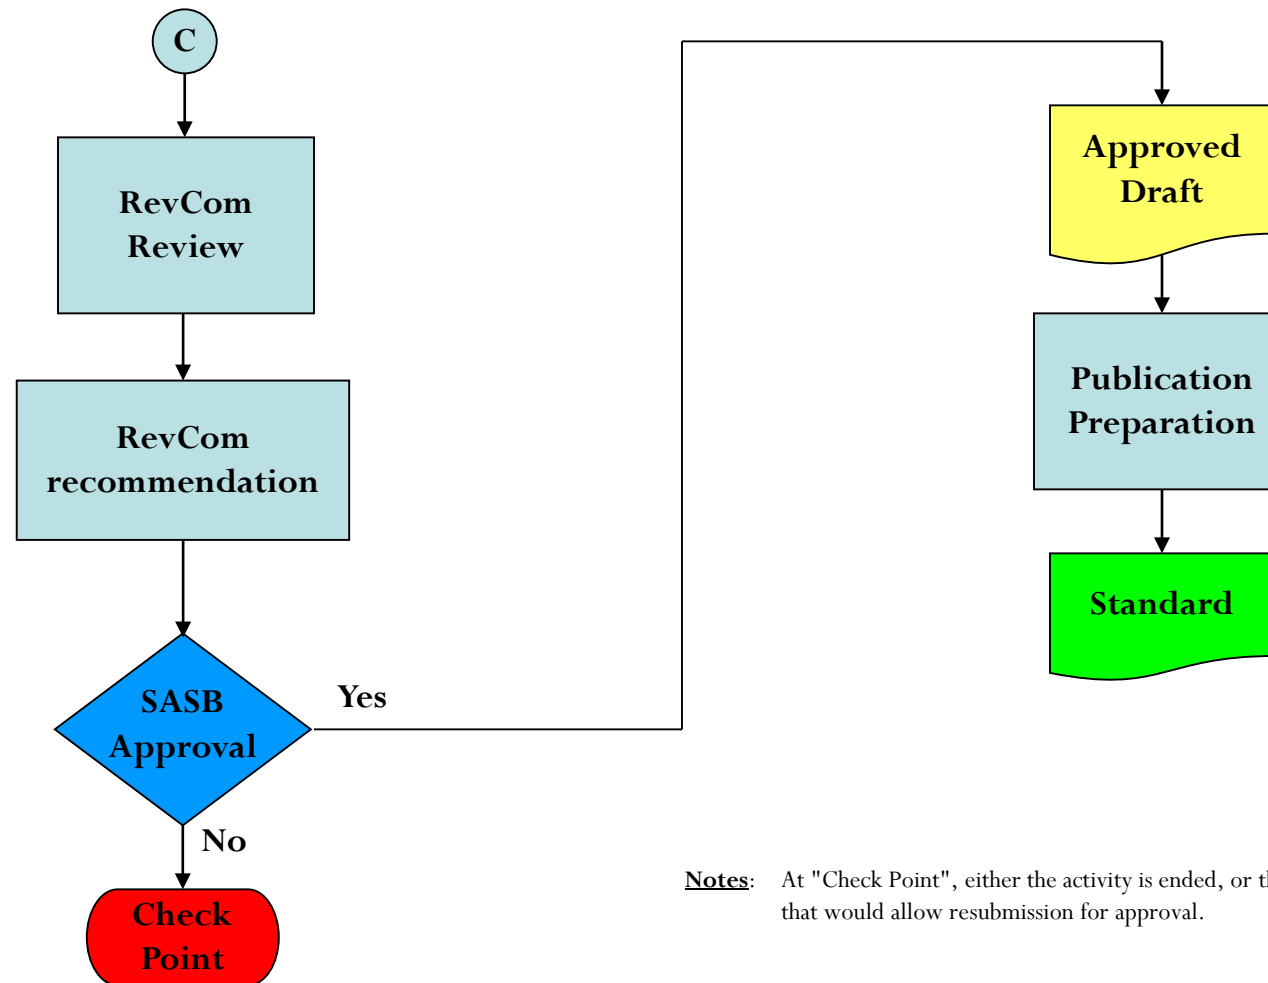 C
RevCom
Review
RevCom
recommendation
SASB
Approval
Yes
No
Check
Point
Approved
Draft
Publication
Preparation
Standard
Notes: At "Check Point", either the activity is ended, or
that would allow resubmission for approval.